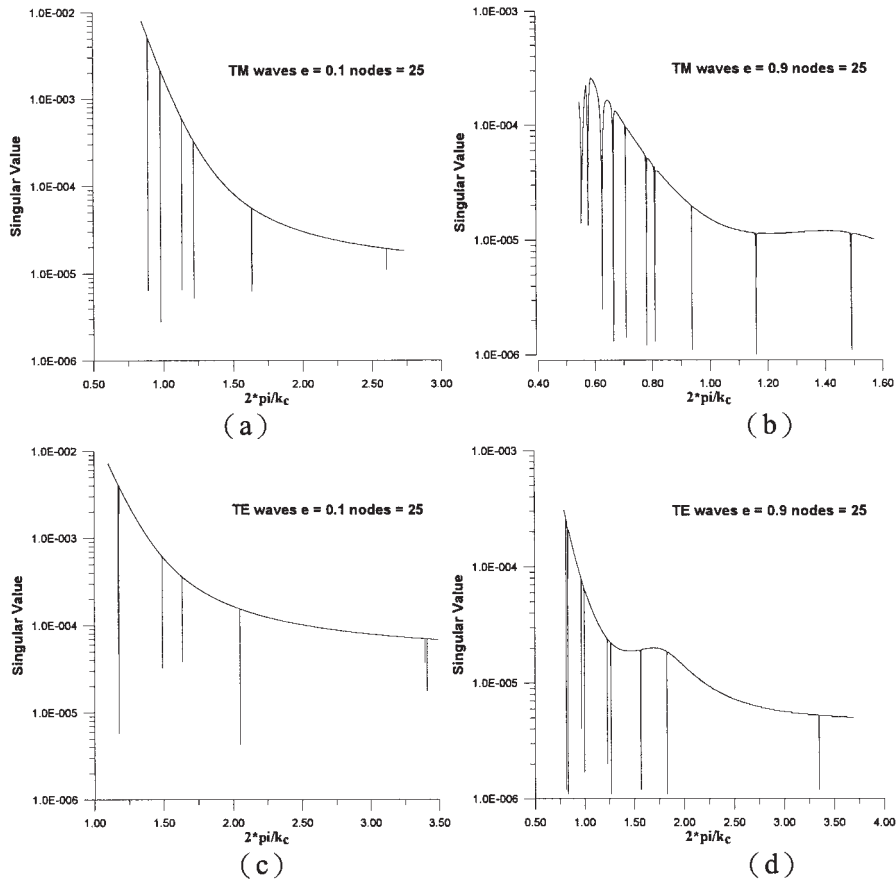 1.0E-002
TM waves e = 0.1 nodes = 25
1.0E-003
Singular Value
1.0E-004
1.0E-005
1.0E-006
0.50 1.00 1.50 2.00 2.50 3.00
2*pi/kc
(a)
1.0E-003
TM waves e = 0.9 nodes = 25
1.0E-004
Singular Value
1.0E-005
1.0E-006
0.40 0.60 0.80 1.00 1.20 1.40 1.60
2*pi/kc
(b)
1.0E-002
TE waves e = 0.1 nodes = 25
1.0E-003
Singular Value
1.0E-004
1.0E-005
1.0E-006
1.00 1.50 2.00 2.50 3.00 3.50
2*pi/kc
(c)
1.0E-003
TE waves e = 0.9 nodes = 25
1.0E-004
Singular Value
1.0E-005
1.0E-006
0.50 1.00 1.50 2.00 2.50 3.00 3.50 4.00
2*pi/kc
(d)